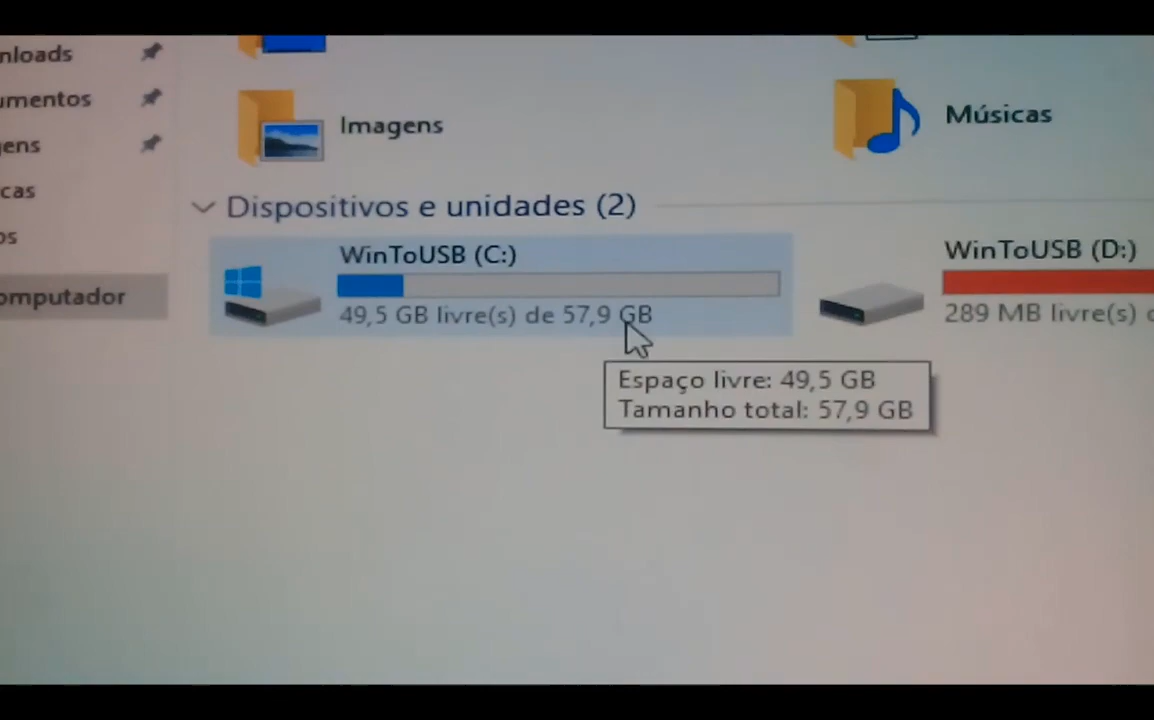 nloads
umentos
Imagens
Músicas
gens
cas
os
Dispositivos e unidades (2)
WinToUSB (C:)
WinToUSB (D:)
omputador
49,5 GB livre(s) de 57,9 GB
289 MB livre(s)
Espaço livre: 49,5 GB
Tamanho total: 57,9 GB